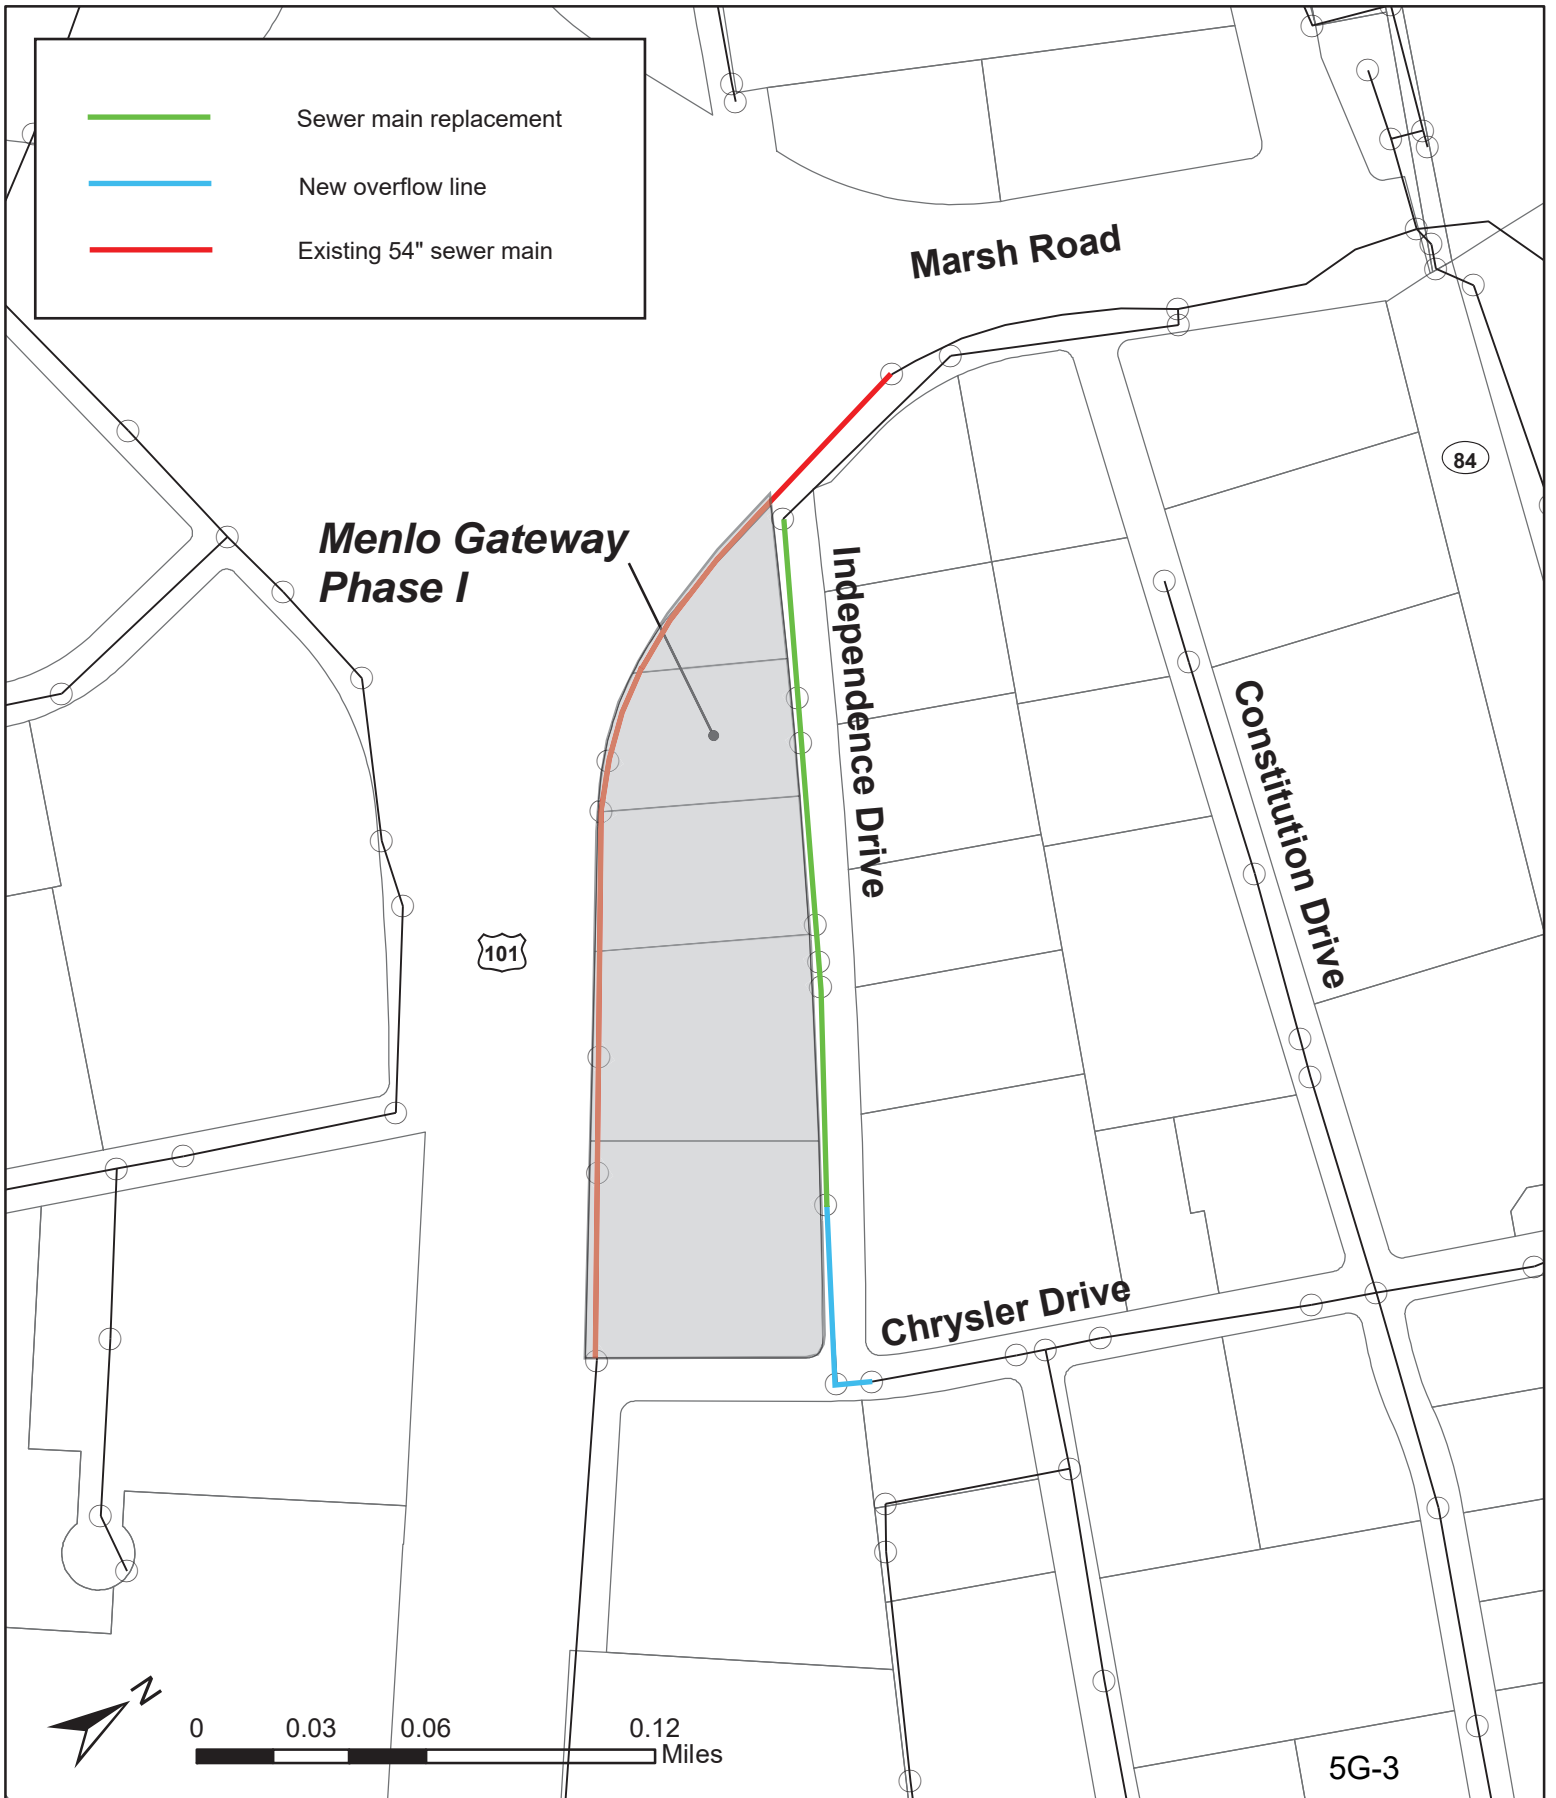 Sewer main replacement
New overflow line
Existing 54" sewer main
Marsh Road
84
Menlo Gateway
Phase I
Independence Drive
Constitution Drive
101
Chrysler Drive
N
0 0.03 0.06 0.12
Miles
5G-3